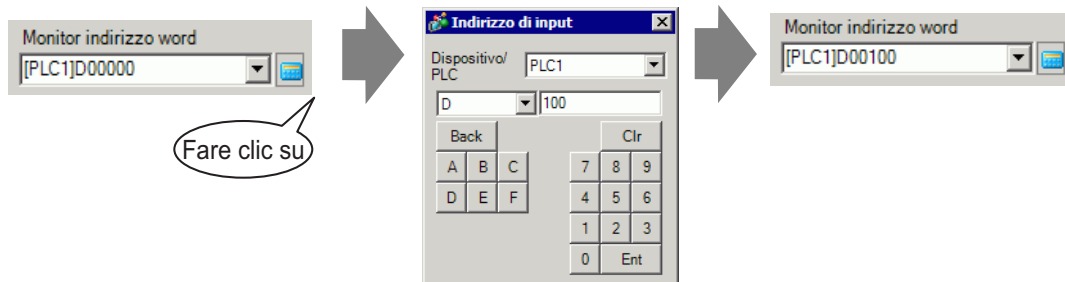 Monitor indirizzo word
[PLC1]D00000
Fare clic su
Indirizzo di input
Dispositivo/
PLC
PLC1
D
100
Back
Clr
A B C
7 8 9
D E F
4 5 6
1 2 3
0 Ent
Monitor indirizzo word
[PLC1]D00100